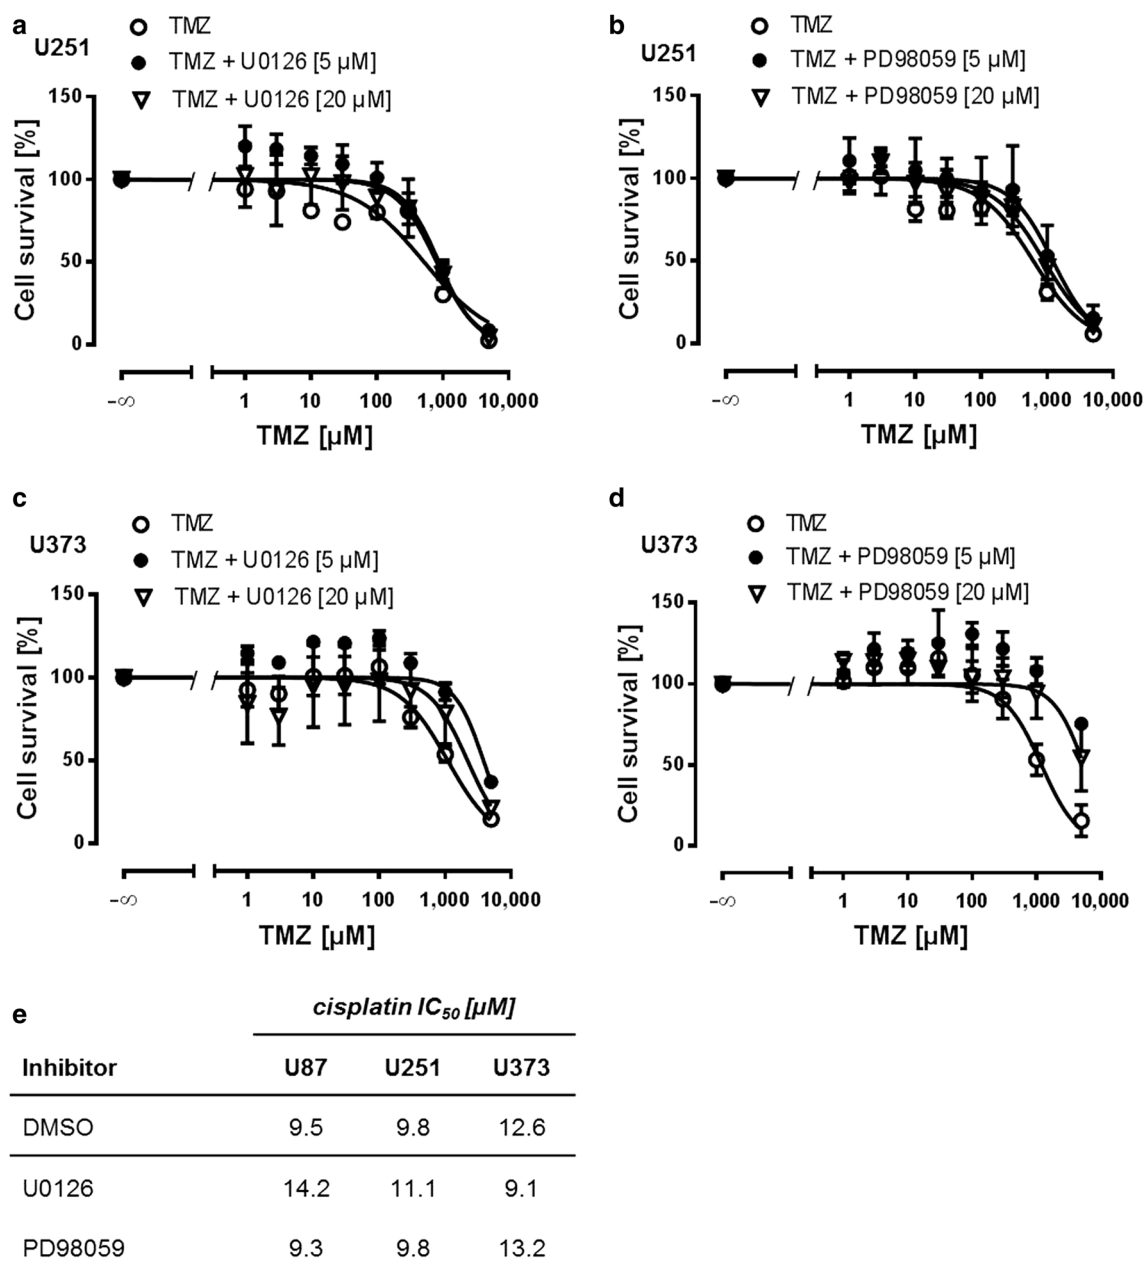 a
U251
TMZ
TMZ + U0126 [5 µM]
TMZ + U0126 [20 µM]
Cell survival [%]
150
100
50
0
-∞
1
10
100
1,000
10,000
TMZ [µM]
b
U251
TMZ
TMZ + PD98059 [5 µM]
TMZ + PD98059 [20 µM]
Cell survival [%]
150
100
50
0
-∞
1
10
100
1,000
10,000
TMZ [µM]
c
U373
TMZ
TMZ + U0126 [5 µM]
TMZ + U0126 [20 µM]
Cell survival [%]
150
100
50
0
-∞
1
10
100
1,000
10,000
TMZ [µM]
d
U373
TMZ
TMZ + PD98059 [5 µM]
TMZ + PD98059 [20 µM]
Cell survival [%]
150
100
50
0
-∞
1
10
100
1,000
10,000
TMZ [µM]
e
cisplatin IC50 [µM]
Inhibitor U87 U251 U373
DMSO 9.5 9.8 12.6
U0126 14.2 11.1 9.1
PD98059 9.3 9.8 13.2